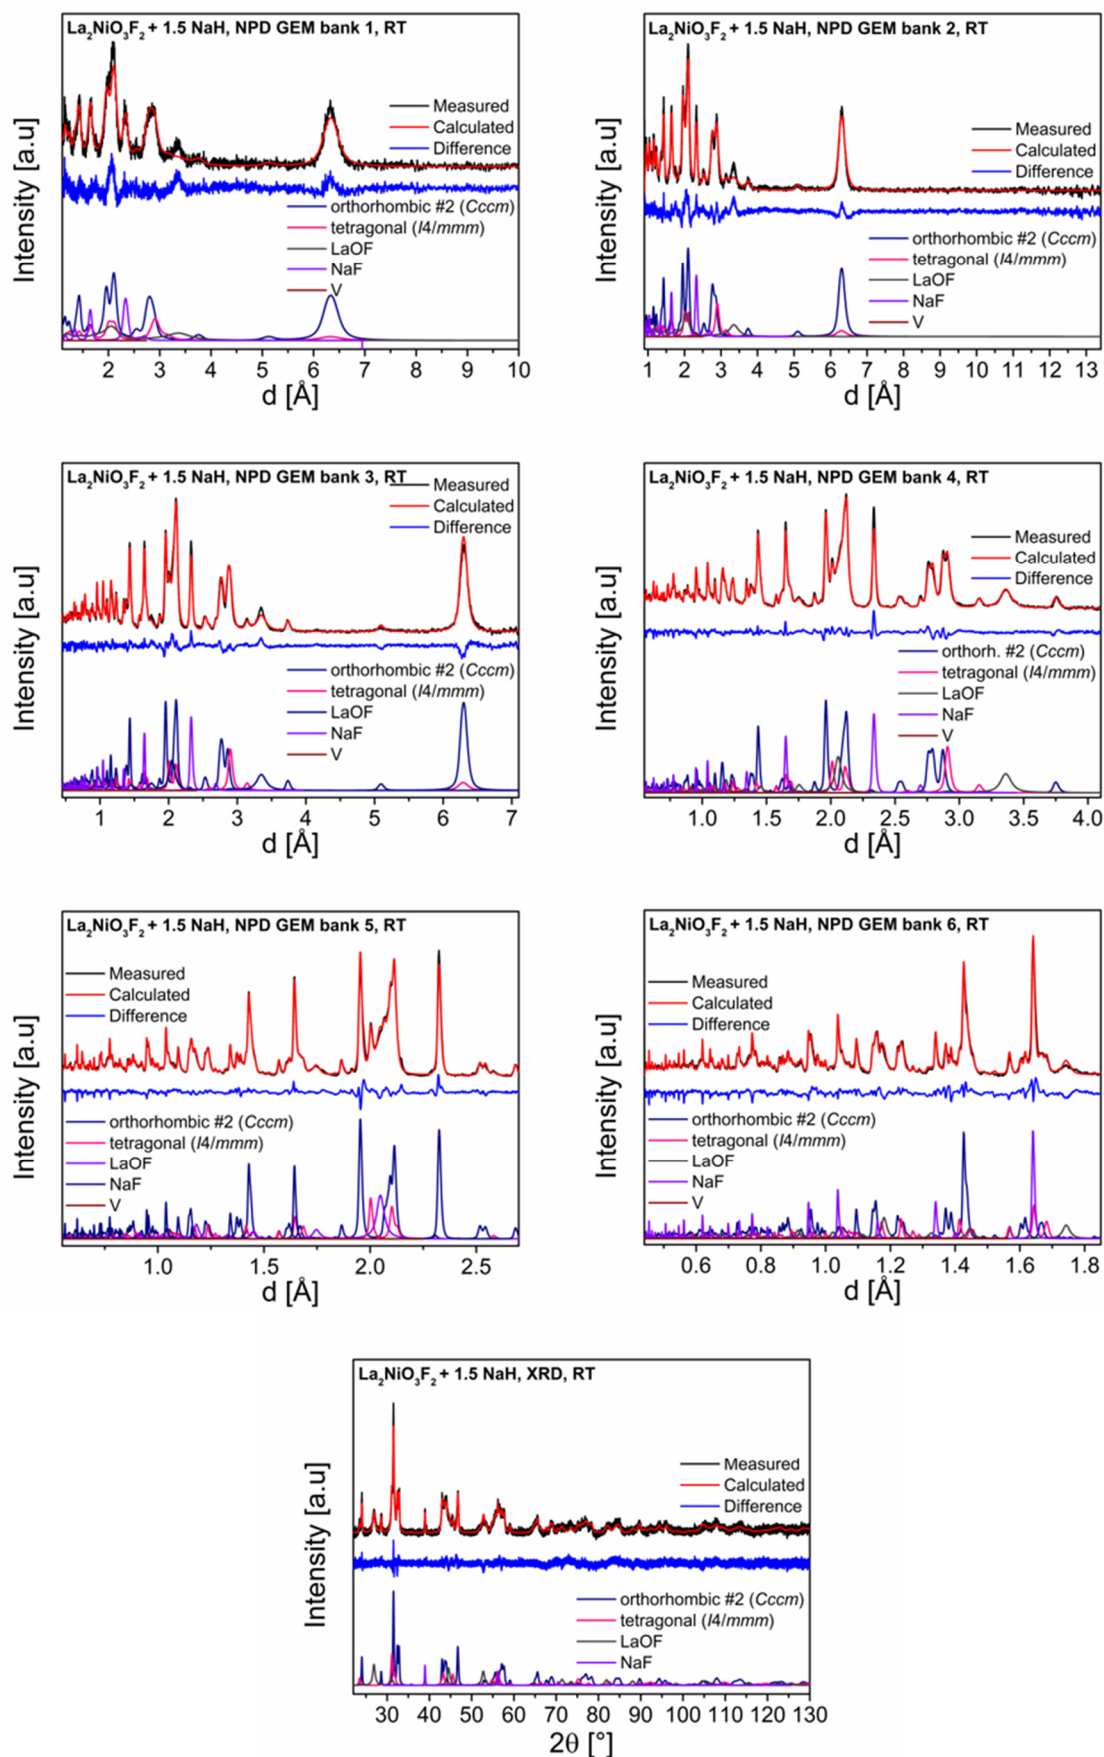 La₂NiO₃F₂ + 1.5 NaH, NPD GEM bank 1, RT
Measured
Calculated
Difference
orthorhombic #2 (Cccm)
tetragonal (I4/mmm)
LaOF
NaF
V
Intensity [a.u]
2 3 4 5 6 7 8 9 10
d [Å]
La₂NiO₃F₂ + 1.5 NaH, NPD GEM bank 2, RT
Measured
Calculated
Difference
orthorhombic #2 (Cccm)
tetragonal (I4/mmm)
LaOF
NaF
V
Intensity [a.u]
1 2 3 4 5 6 7 8 9 10 11 12 13
d [Å]
La₂NiO₃F₂ + 1.5 NaH, NPD GEM bank 3, RT
Measured
Calculated
Difference
orthorhombic #2 (Cccm)
tetragonal (I4/mmm)
LaOF
NaF
V
Intensity [a.u]
1 2 3 4 5 6 7
d [Å]
La₂NiO₃F₂ + 1.5 NaH, NPD GEM bank 4, RT
Measured
Calculated
Difference
orthorh. #2 (Cccm)
tetragonal (I4/mmm)
LaOF
NaF
V
Intensity [a.u]
1.0 1.5 2.0 2.5 3.0 3.5 4.0
d [Å]
La₂NiO₃F₂ + 1.5 NaH, NPD GEM bank 5, RT
Measured
Calculated
Difference
orthorhombic #2 (Cccm)
tetragonal (I4/mmm)
LaOF
NaF
V
Intensity [a.u]
1.0 1.5 2.0 2.5
d [Å]
La₂NiO₃F₂ + 1.5 NaH, NPD GEM bank 6, RT
Measured
Calculated
Difference
orthorhombic #2 (Cccm)
tetragonal (I4/mmm)
LaOF
NaF
V
Intensity [a.u]
0.6 0.8 1.0 1.2 1.4 1.6 1.8
d [Å]
La₂NiO₃F₂ + 1.5 NaH, XRD, RT
Measured
Calculated
Difference
orthorhombic #2 (Cccm)
tetragonal (I4/mmm)
LaOF
NaF
Intensity [a.u]
30 40 50 60 70 80 90 100 110 120 130
2θ [°]